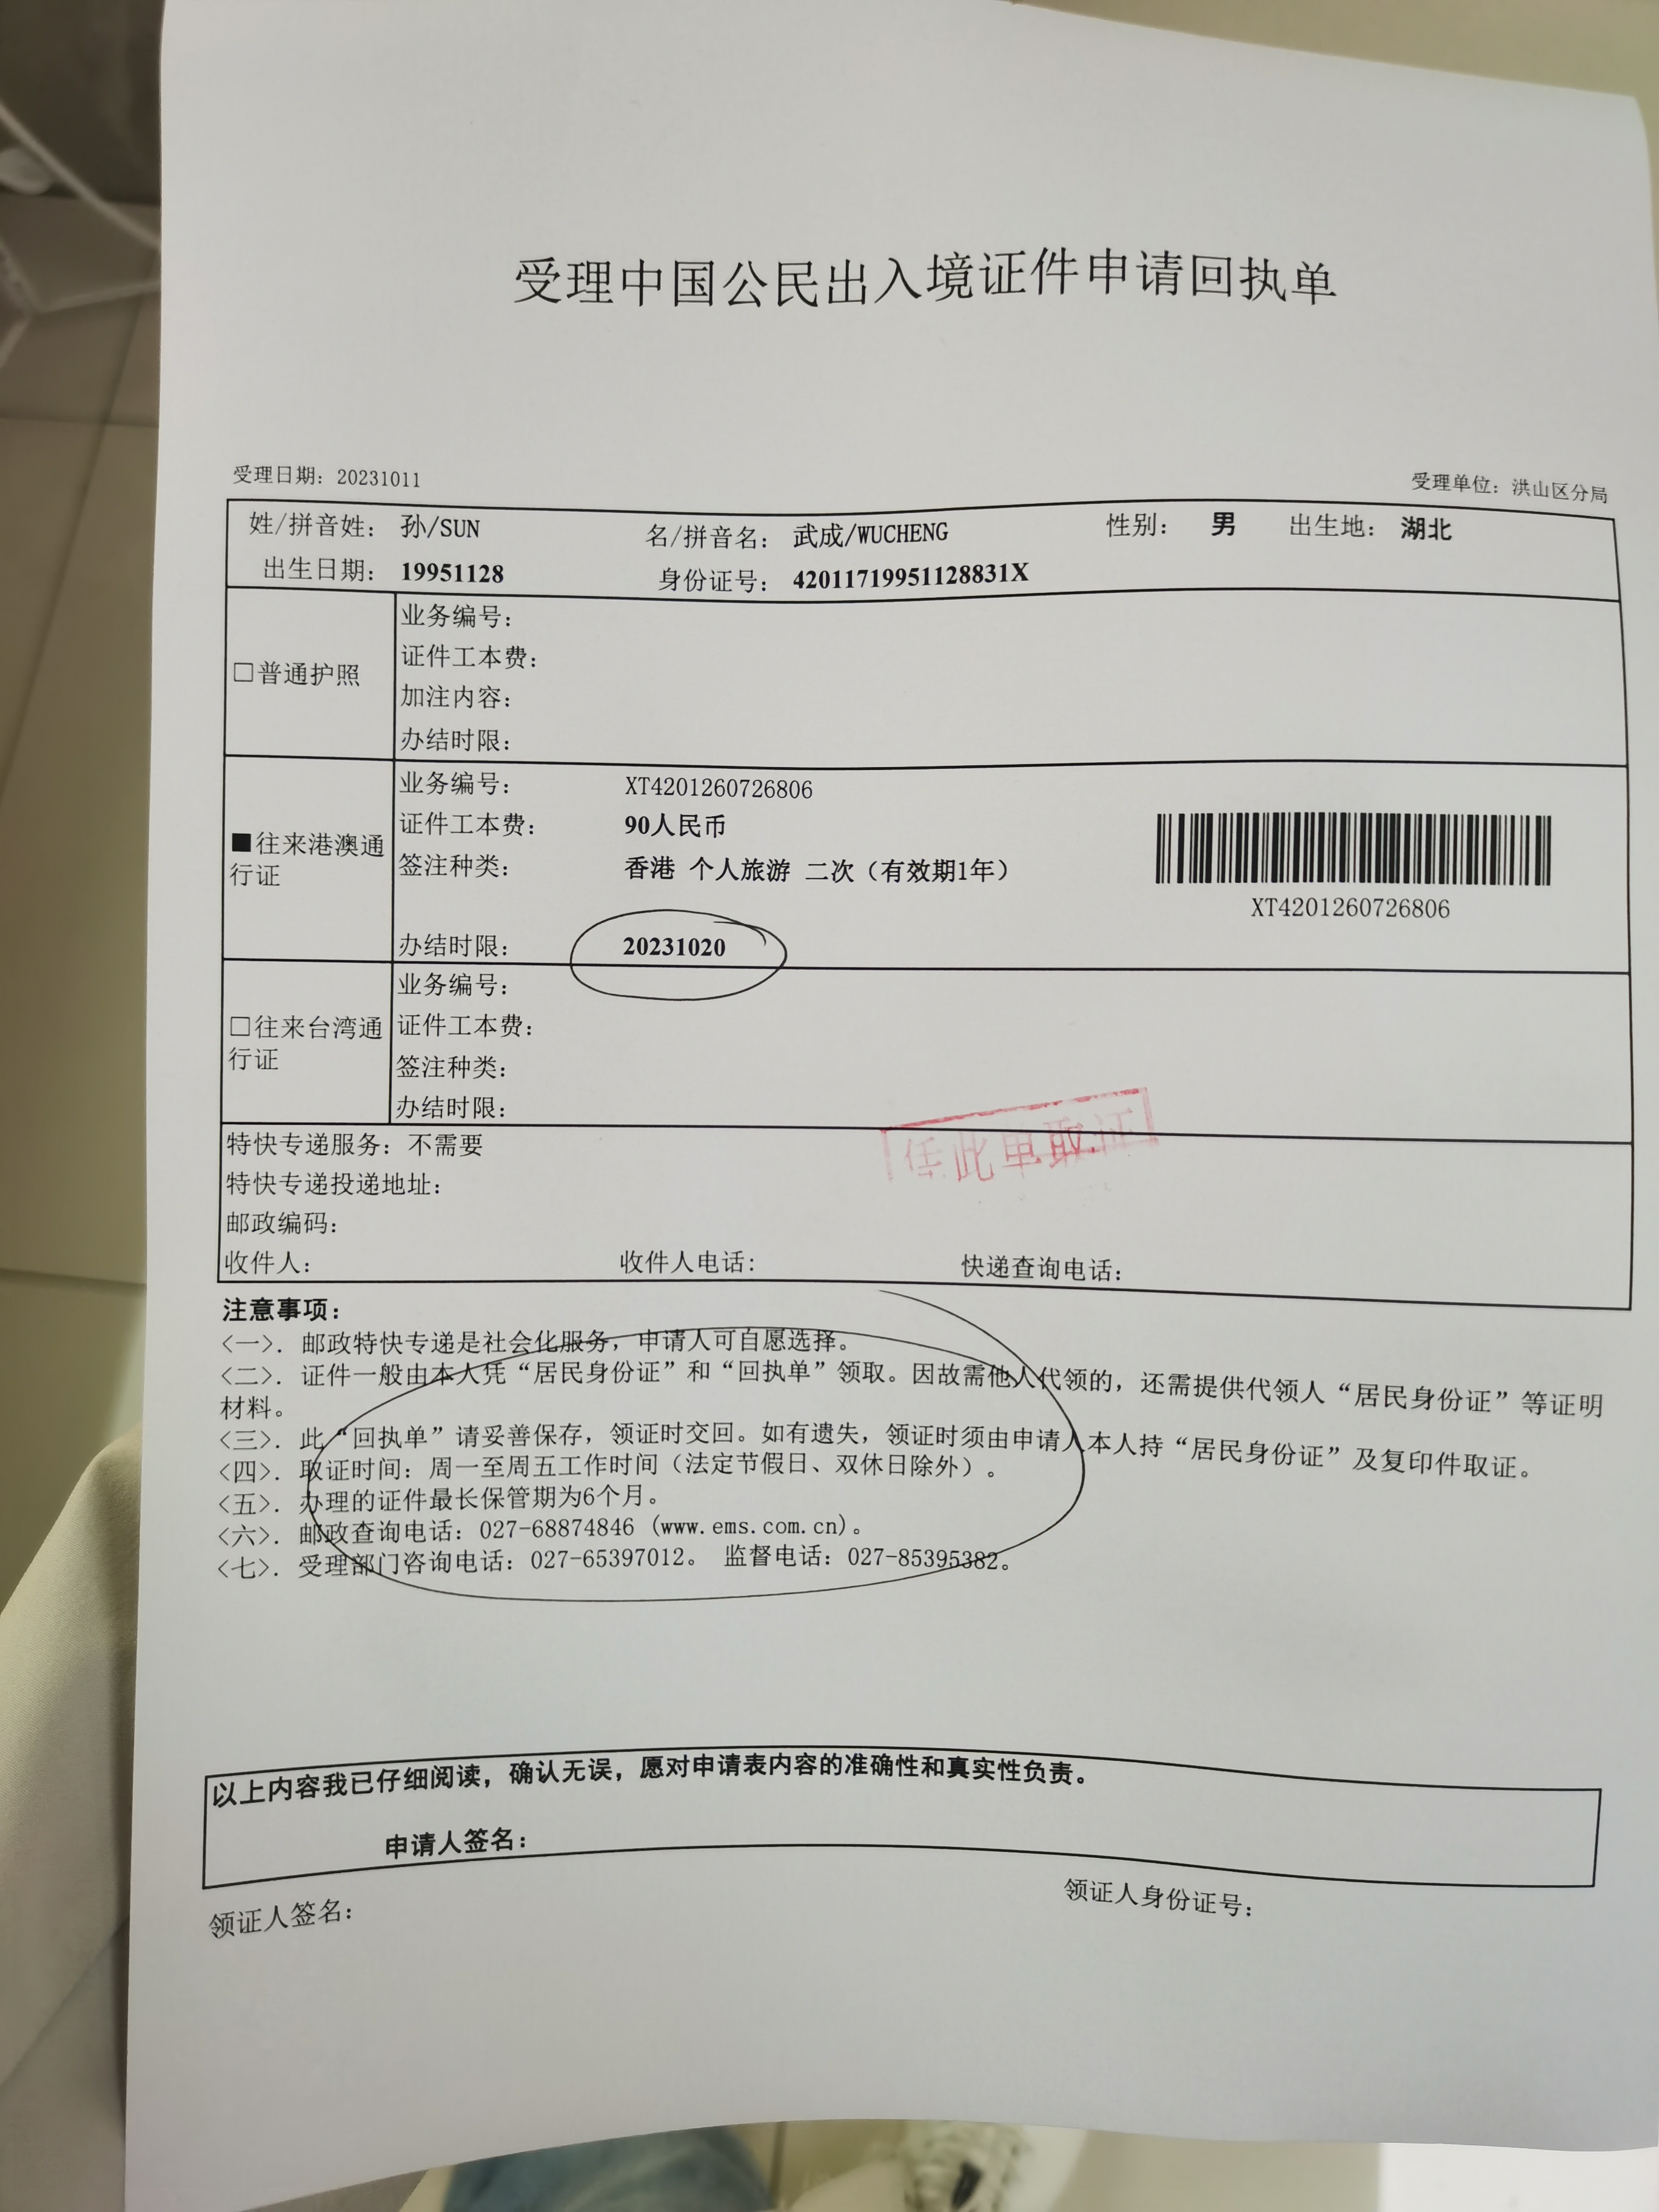 受理中国公民出入境证件申请回执单
受理日期：20231011 受理单位：洪山区分局
姓/拼音姓： 孙/SUN 名/拼音名： 武成/WUCHENG 性别： 男 出生地： 湖北
出生日期： 19951128 身份证号： 42011719951128831X
□普通护照
业务编号：
证件工本费：
加注内容：
办结时限：
■往来港澳通
行证
业务编号： XT4201260726806
证件工本费： 90人民币
签注种类： 香港 个人旅游 二次（有效期1年）
办结时限： 20231020
XT4201260726806
□往来台湾通
行证
业务编号：
证件工本费：
签注种类：
办结时限：
此单取证
特快专递服务：不需要
特快专递投递地址：
邮政编码：
收件人： 收件人电话： 快递查询电话：
注意事项：
<一>．邮政特快专递是社会化服务，申请人可自愿选择。
<二>．证件一般由本人凭“居民身份证”和“回执单”领取。因故需他人代领的，还需提供代领人“居民身份证”等证明
材料。
<三>．此“回执单”请妥善保存，领证时交回。如有遗失，领证时须由申请人本人持“居民身份证”及复印件取证。
<四>．取证时间：周一至周五工作时间（法定节假日、双休日除外）。
<五>．办理的证件最长保管期为6个月。
<六>．邮政查询电话：027-68874846 (www.ems.com.cn)。
<七>．受理部门咨询电话：027-65397012。 监督电话：027-85395382。
以上内容我已仔细阅读，确认无误，愿对申请表内容的准确性和真实性负责。
申请人签名：
领证人签名： 领证人身份证号：